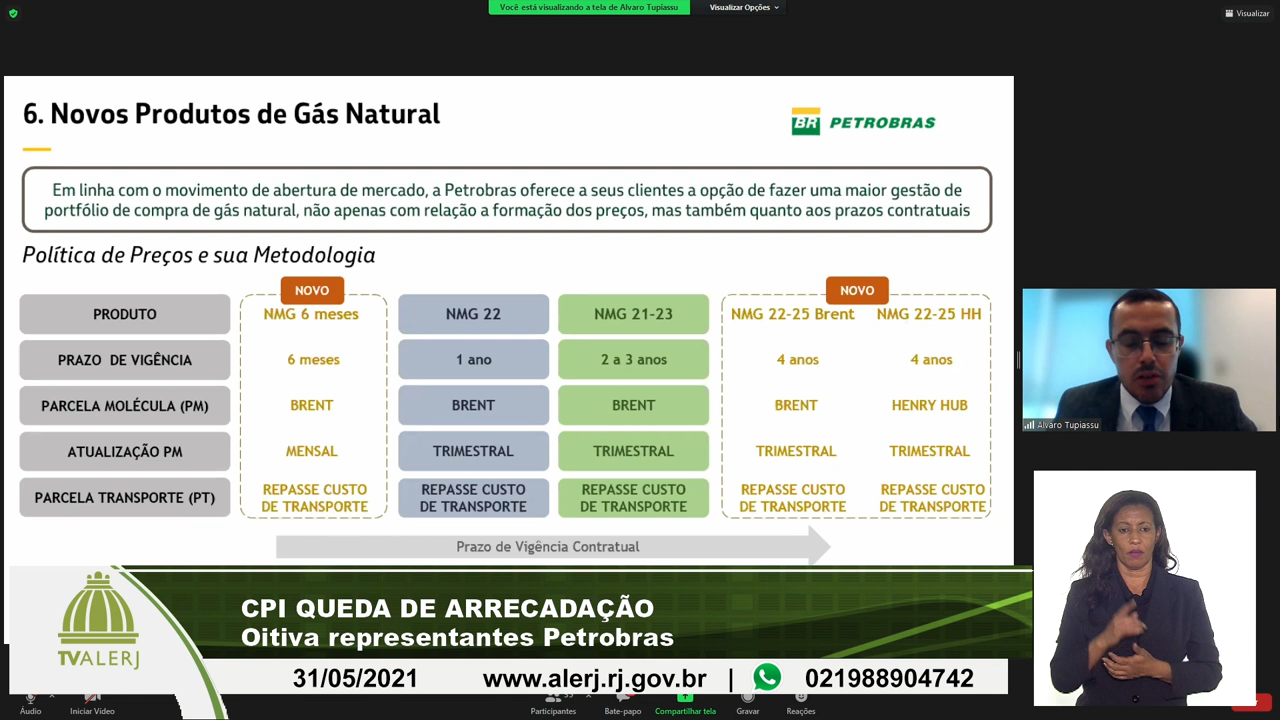 Você está visualizando a tela de Alvaro Tupiassu
Visualizar Opções
Visualizar
6. Novos Produtos de Gás Natural
BR PETROBRAS
Em linha com o movimento de abertura de mercado, a Petrobras oferece a seus clientes a opção de fazer uma maior gestão de
portfólio de compra de gás natural, não apenas com relação a formação dos preços, mas também quanto aos prazos contratuais
Política de Preços e sua Metodologia
NOVO
NOVO
PRODUTO
NMG 6 meses
NMG 22
NMG 21-23
NMG 22-25 Brent
NMG 22-25 HH
PRAZO DE VIGÊNCIA
6 meses
1 ano
2 a 3 anos
4 anos
4 anos
PARCELA MOLÉCULA (PM)
BRENT
BRENT
BRENT
BRENT
HENRY HUB
ATUALIZAÇÃO PM
MENSAL
TRIMESTRAL
TRIMESTRAL
TRIMESTRAL
TRIMESTRAL
PARCELA TRANSPORTE (PT)
REPASSE CUSTO
DE TRANSPORTE
REPASSE CUSTO
DE TRANSPORTE
REPASSE CUSTO
DE TRANSPORTE
REPASSE CUSTO
DE TRANSPORTE
REPASSE CUSTO
DE TRANSPORTE
Prazo de Vigência Contratual
Alvaro Tupiassu
TVALERJ
CPI QUEDA DE ARRECADAÇÃO
Oitiva representantes Petrobras
31/05/2021 www.alerj.rj.gov.br | 021988904742
Áudio
Iniciar Vídeo
Participantes
Bate-papo
Compartilhar tela
Gravar
Reações